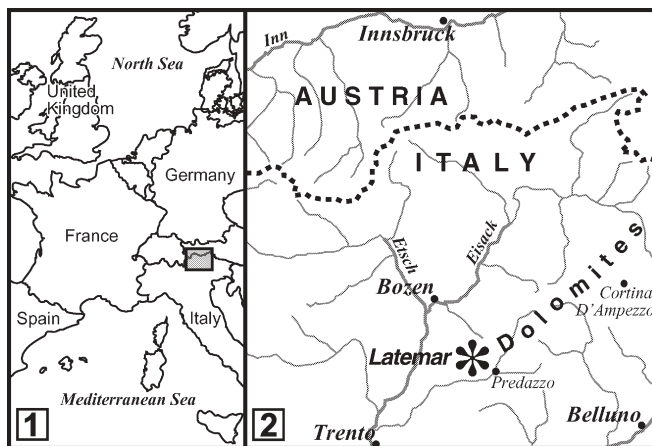 North Sea
United
Kingdom
Germany
France
Spain
Italy
Mediterranean Sea
1
Inn
Innsbruck
AUSTRIA
ITALY
Etsch
Eisack
Bozen
Dolomites
Cortina
D'Ampezzo
Latemar
Predazzo
Belluno
Trento
2